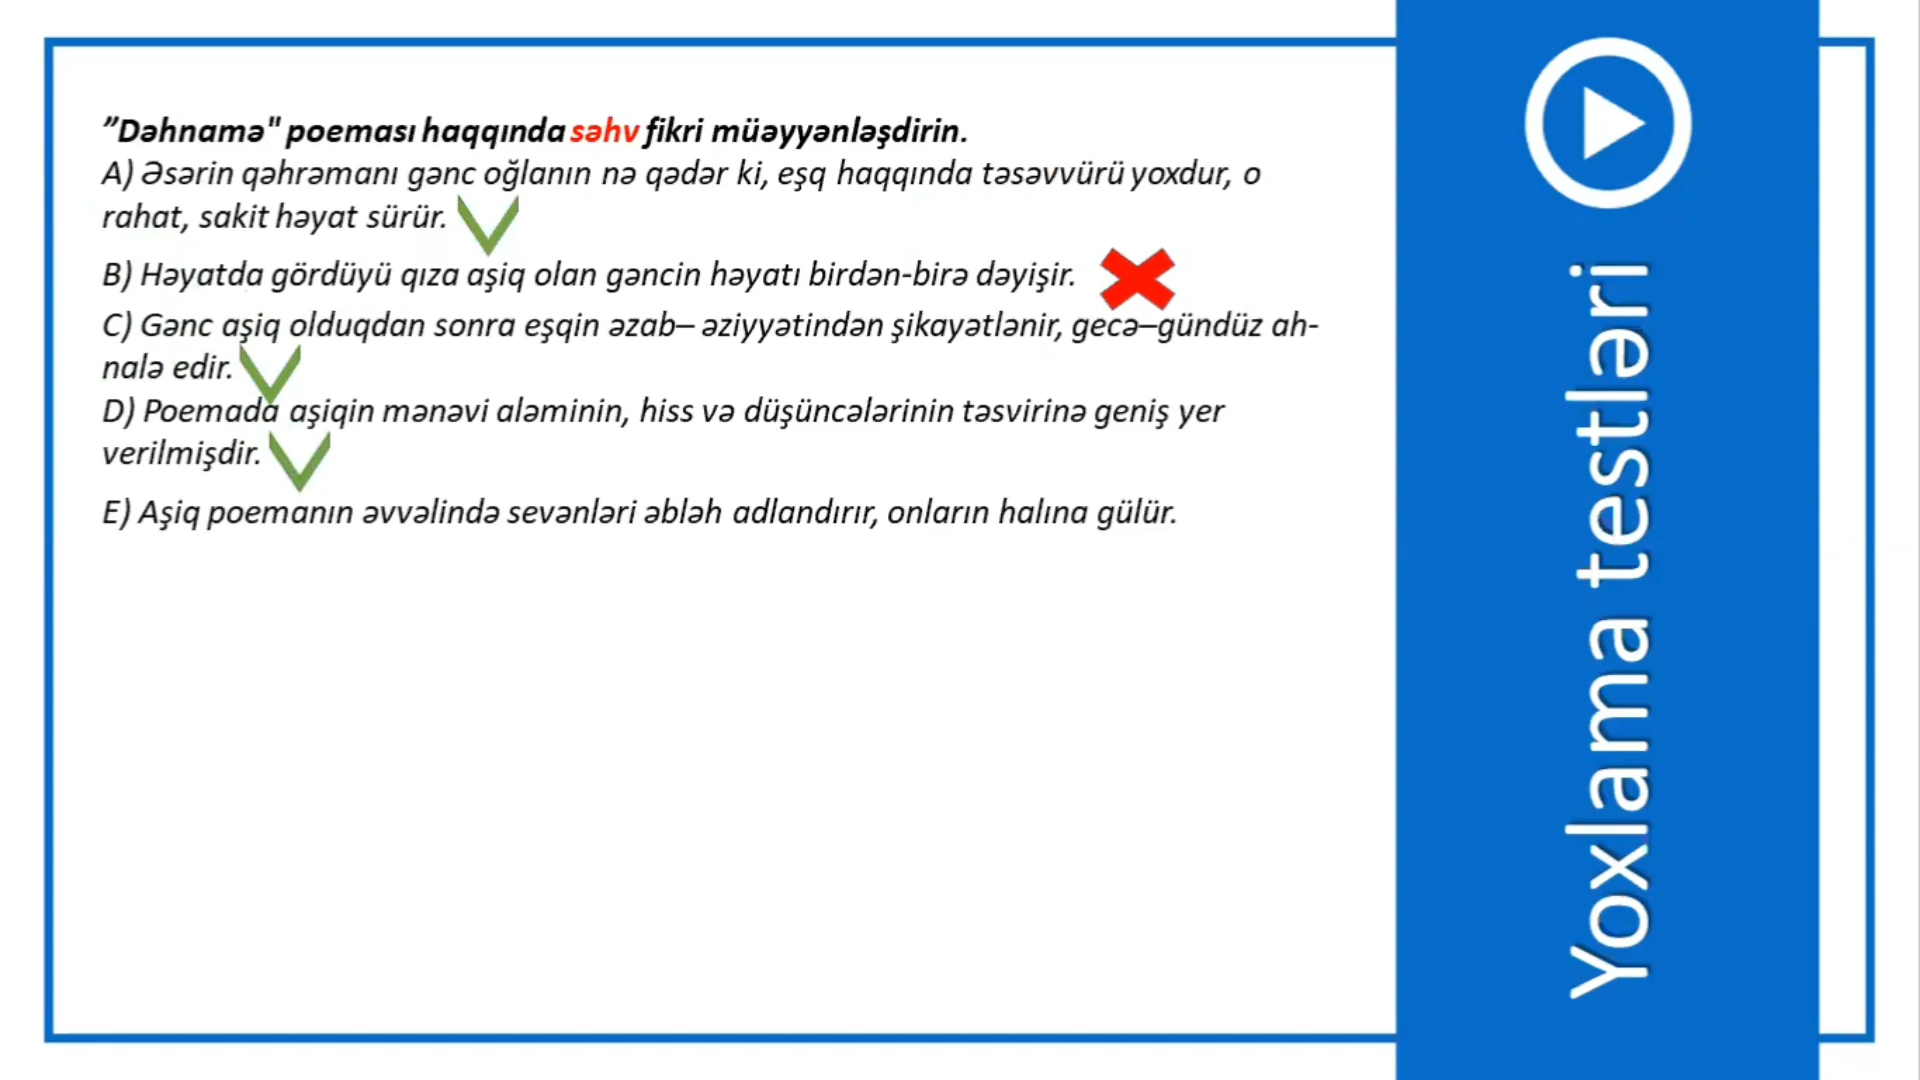 ”Dəhnamə" poeması haqqında səhv fikri müəyyənləşdirin.
A) Əsərin qəhrəmanı gənc oğlanın nə qədər ki, eşq haqqında təsəvvürü yoxdur, o
rahat, sakit həyat sürür.
B) Həyatda gördüyü qıza aşiq olan gəncin həyatı birdən-birə dəyişir.
C) Gənc aşiq olduqdan sonra eşqin əzab– əziyyətindən şikayətlənir, gecə–gündüz ah-
nalə edir.
D) Poemada aşiqin mənəvi aləminin, hiss və düşüncələrinin təsvirinə geniş yer
verilmişdir.
E) Aşiq poemanın əvvəlində sevənləri əbləh adlandırır, onların halına gülür.
Yoxlama testləri